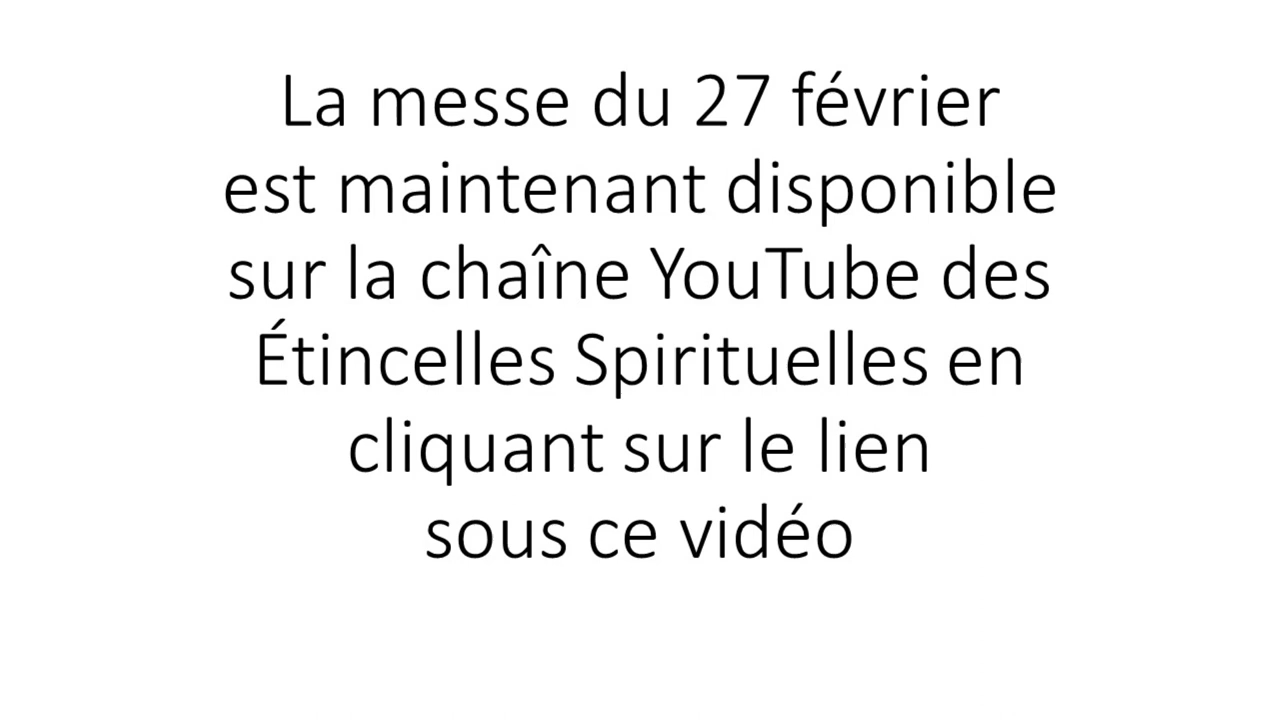 La messe du 27 février
est maintenant disponible
sur la chaîne YouTube des
Étincelles Spirituelles en
cliquant sur le lien
sous ce vidéo